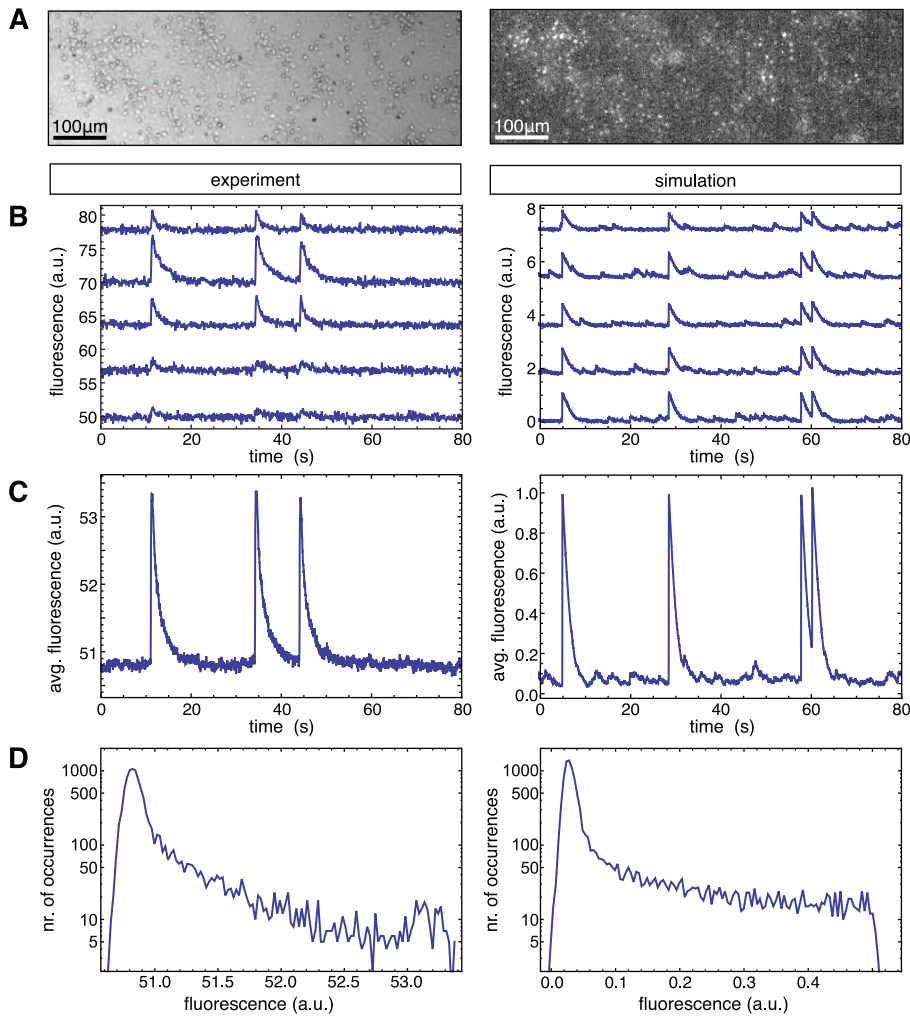 A
100µm
100µm
experiment
simulation
B
80
75
70
65
60
55
50
fluorescence (a.u.)
0 20 40 60 80
time (s)
8
6
4
2
0
fluorescence (a.u.)
0 20 40 60 80
time (s)
C
53
52
51
avg. fluorescence (a.u.)
0 20 40 60 80
time (s)
1.0
0.8
0.6
0.4
0.2
0.0
avg. fluorescence (a.u.)
0 20 40 60 80
time (s)
D
1000
500
100
50
10
5
nr. of occurrences
51.0 51.5 52.0 52.5 53.0
fluorescence (a.u.)
1000
500
100
50
10
5
nr. of occurrences
0.0 0.1 0.2 0.3 0.4
fluorescence (a.u.)